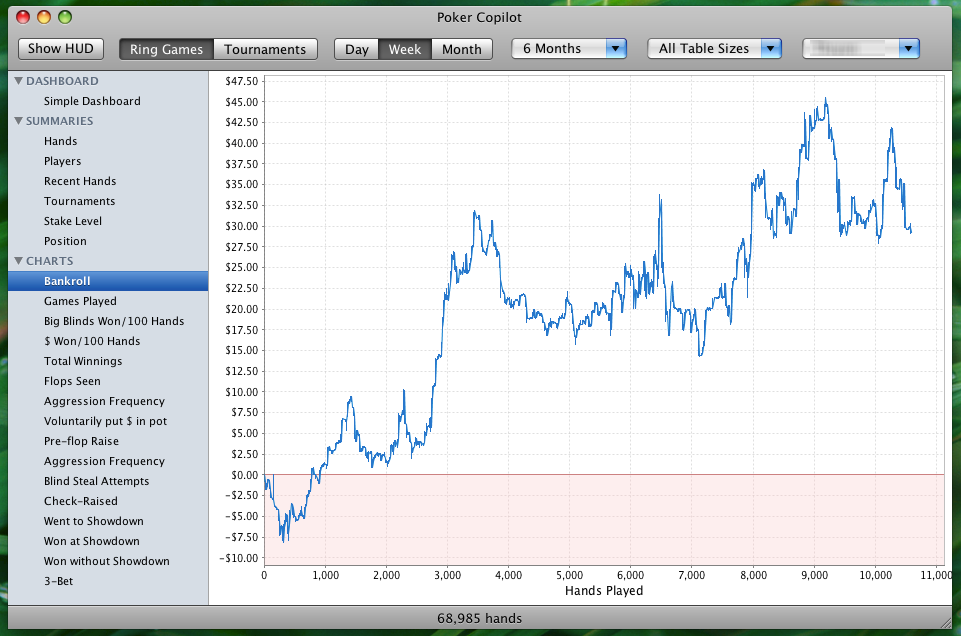 Poker Copilot
Show HUD Ring Games Tournaments Day Week Month 6 Months All Table Sizes
DASHBOARD
Simple Dashboard
SUMMARIES
Hands
Players
Recent Hands
Tournaments
Stake Level
Position
CHARTS
Bankroll
Games Played
Big Blinds Won/100 Hands
$ Won/100 Hands
Total Winnings
Flops Seen
Aggression Frequency
Voluntarily put $ in pot
Pre-flop Raise
Aggression Frequency
Blind Steal Attempts
Check-Raised
Went to Showdown
Won at Showdown
Won without Showdown
3-Bet
$47.50
$45.00
$42.50
$40.00
$37.50
$35.00
$32.50
$30.00
$27.50
$25.00
$22.50
$20.00
$17.50
$15.00
$12.50
$10.00
$7.50
$5.00
$2.50
$0.00
-$2.50
-$5.00
-$7.50
-$10.00
0 1,000 2,000 3,000 4,000 5,000 6,000 7,000 8,000 9,000 10,000 11,000
Hands Played
68,985 hands